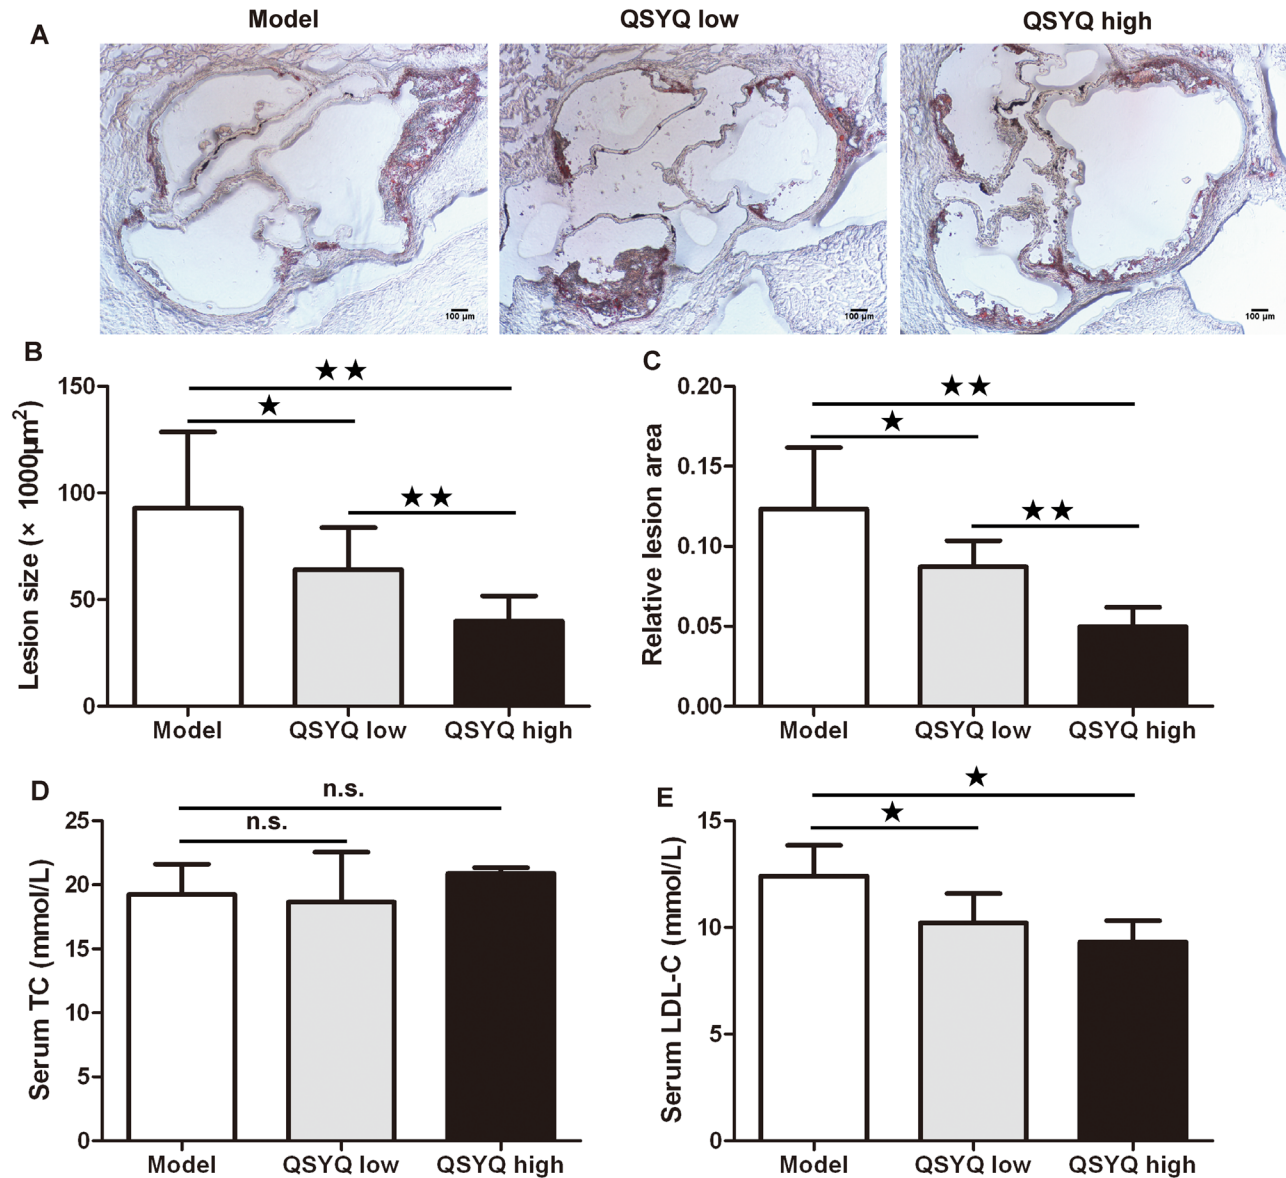 A
Model
QSYQ low
QSYQ high
100 µm
100 µm
100 µm
B
★★
★
★★
150
100
50
0
Lesion size (× 1000µm²)
Model
QSYQ low
QSYQ high
C
★★
★
★★
0.20
0.15
0.10
0.05
0.00
Relative lesion area
Model
QSYQ low
QSYQ high
D
n.s.
n.s.
25
20
15
10
5
0
Serum TC (mmol/L)
Model
QSYQ low
QSYQ high
E
★
★
15
10
5
0
Serum LDL-C (mmol/L)
Model
QSYQ low
QSYQ high